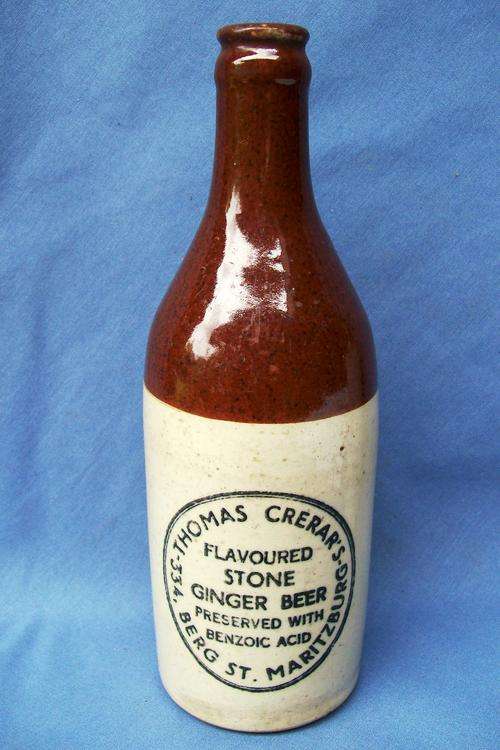 THOMAS CRERAR'S
FLAVOURED
STONE
GINGER BEER
PRESERVED WITH
BENZOIC ACID
334, BERG ST. MARITZBURG